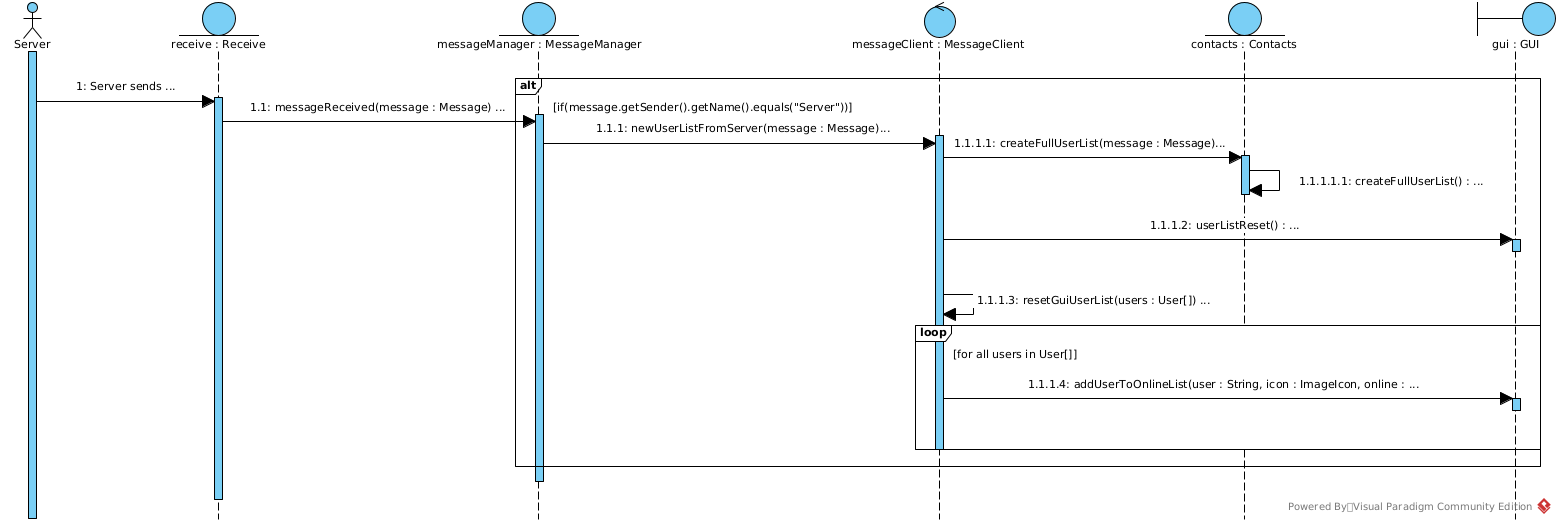 Server
receive : Receive
messageManager : MessageManager
messageClient : MessageClient
contacts : Contacts
gui : GUI
alt
1: Server sends ...
1.1: messageReceived(message : Message) ...
[if(message.getSender().getName().equals("Server"))]
1.1.1: newUserListFromServer(message : Message)...
1.1.1.1: createFullUserList(message : Message)...
1.1.1.1.1: createFullUserList() : ...
1.1.1.2: userListReset() : ...
1.1.1.3: resetGuiUserList(users : User[]) ...
loop
[for all users in User[]]
1.1.1.4: addUserToOnlineList(user : String, icon : ImageIcon, online : ...
Powered By Visual Paradigm Community Edition